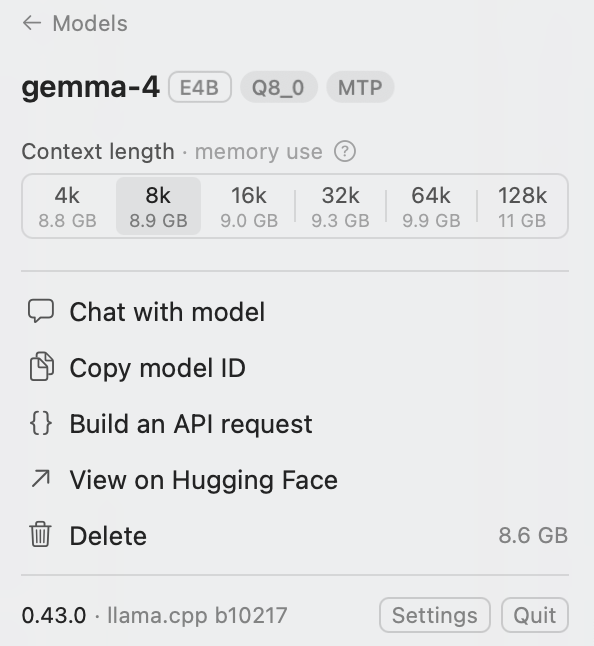 ← Models
gemma-4 E4B Q8_0 MTP
Context length · memory use ?
4k 8k 16k 32k 64k 128k
8.8 GB 8.9 GB 9.0 GB 9.3 GB 9.9 GB 11 GB
Chat with model
Copy model ID
{} Build an API request
View on Hugging Face
Delete 8.6 GB
0.43.0 · llama.cpp b10217 Settings Quit